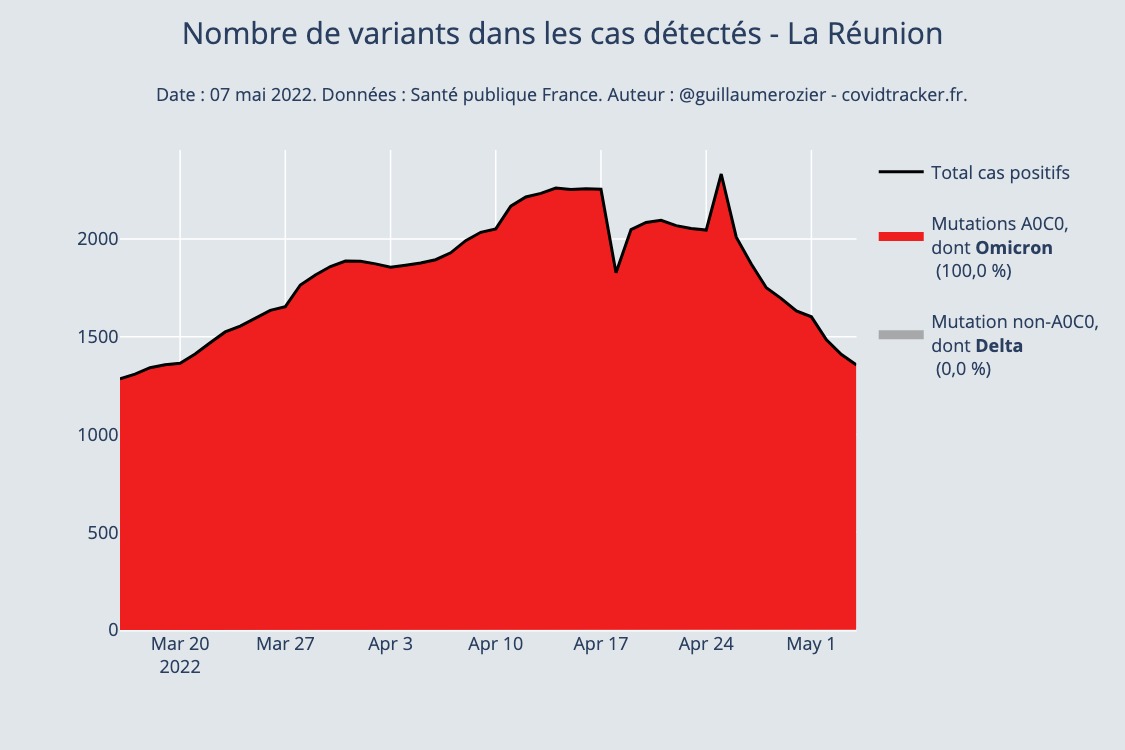 Nombre de variants dans les cas détectés - La Réunion
Date : 07 mai 2022. Données : Santé publique France. Auteur : @guillaumerozier - covidtracker.fr.
Total cas positifs
Mutations A0C0,
dont Omicron
(100,0 %)
Mutation non-A0C0,
dont Delta
(0,0 %)
2000
1500
1000
500
0
Mar 20 Mar 27 Apr 3 Apr 10 Apr 17 Apr 24 May 1
2022